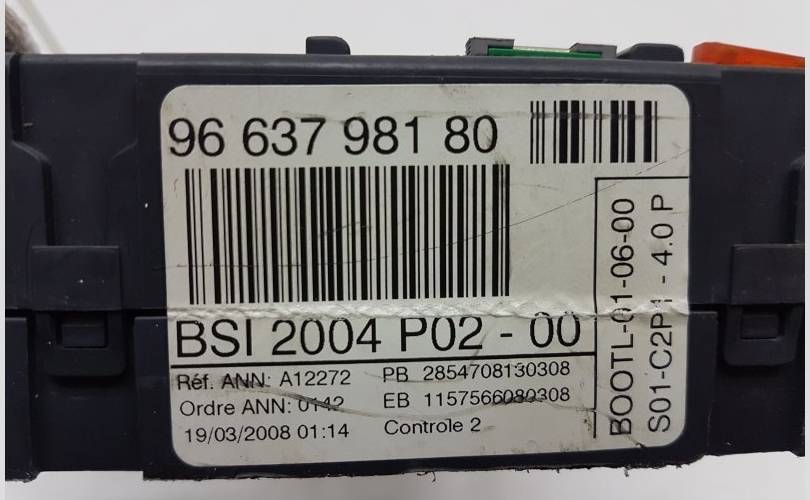 96 637 981 80
BSI 2004 P02 - 00
Réf. ANN: A12272
Ordre ANN: 0142
19/03/2008 01:14
PB 2854708130308
EB 1157566080308
Controle 2
BOOTL-01-06-00
S01-C2P1 - 4.0 P